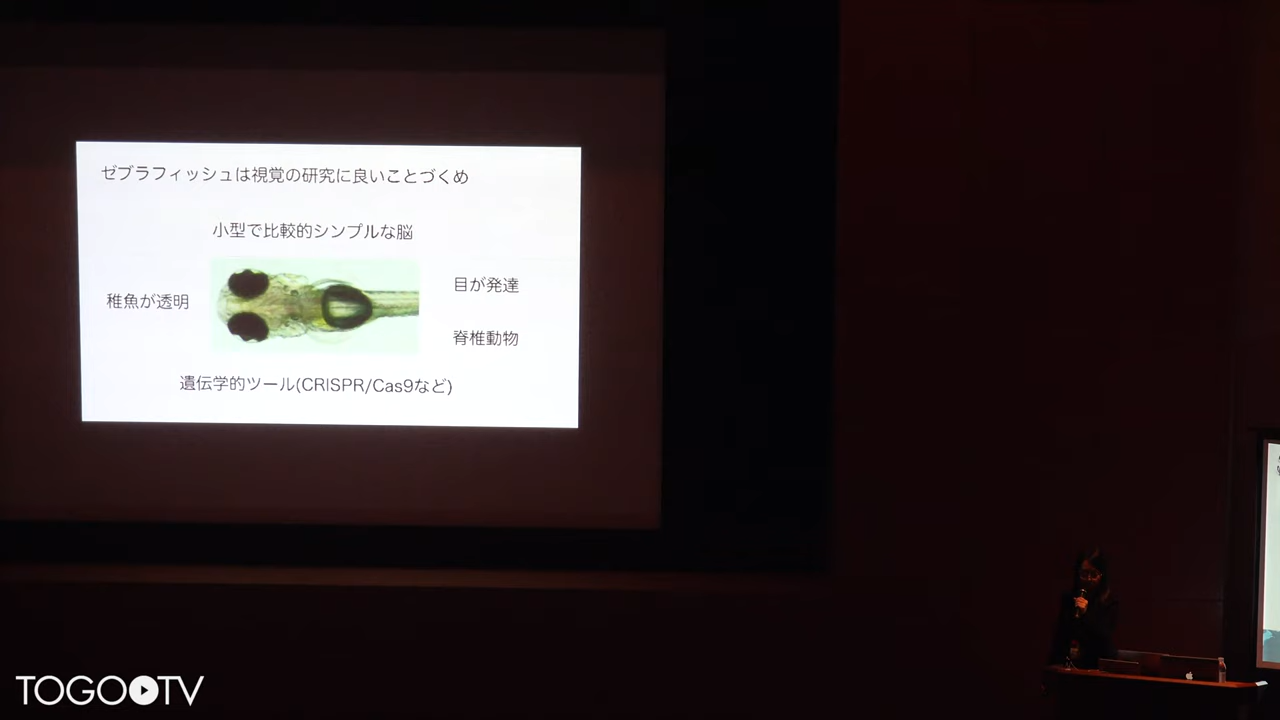 ゼブラフィッシュは視覚の研究に良いことづくめ
小型で比較的シンプルな脳
稚魚が透明
目が発達
脊椎動物
遺伝学的ツール(CRISPR/Cas9など)
TOGOTV